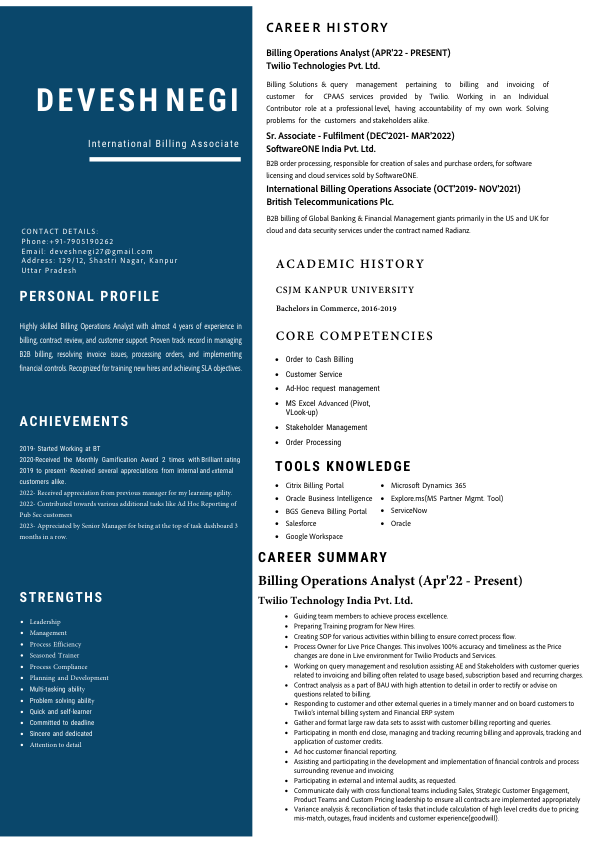 DEVESH NEGI
International Billing Associate
CONTACT DETAILS:
Phone:+91-7905190262
Email: deveshnegi27@gmail.com
Address: 129/12, Shastri Nagar, Kanpur
Uttar Pradesh
PERSONAL PROFILE
Highly skilled Billing Operations Analyst with almost 4 years of experience in
billing, contract review, and customer support. Proven track record in managing
B2B billing, resolving invoice issues, processing orders, and implementing
financial controls. Recognized for training new hires and achieving SLA objectives.
ACHIEVEMENTS
2019- Started Working at BT
2020-Received the Monthly Gamification Award 2 times with Brilliant rating
2019 to present- Received several appreciations from internal and external
customers alike.
2022- Received appreciation from previous manager for my learning agility.
2022- Contributed towards various additional tasks like Ad Hoc Reporting of
Pub Sec customers
2023- Appreciated by Senior Manager for being at the top of task dashboard 3
months in a row.
STRENGTHS
• Leadership
• Management
• Process Efficiency
• Seasoned Trainer
• Process Compliance
• Planning and Development
• Multi-tasking ability
• Problem solving ability
• Quick and self-learner
• Committed to deadline
• Sincere and dedicated
• Attention to detail
CAREER HISTORY
Billing Operations Analyst (APR'22 - PRESENT)
Twilio Technologies Pvt. Ltd.
Billing Solutions & query management pertaining to billing and invoicing of
customer for CPAAS services provided by Twilio. Working in an Individual
Contributor role at a professional level, having accountability of my own work. Solving
problems for the customers and stakeholders alike.
Sr. Associate - Fulfilment (DEC'2021- MAR'2022)
SoftwareONE India Pvt. Ltd.
B2B order processing, responsible for creation of sales and purchase orders, for software
licensing and cloud services sold by SoftwareONE.
International Billing Operations Associate (OCT'2019- NOV'2021)
British Telecommunications Plc.
B2B billing of Global Banking & Financial Management giants primarily in the US and UK for
cloud and data security services under the contract named Radianz.
ACADEMIC HISTORY
CSJM KANPUR UNIVERSITY
Bachelors in Commerce, 2016-2019
CORE COMPETENCIES
• Order to Cash Billing
• Customer Service
• Ad-Hoc request management
• MS Excel Advanced (Pivot,
VLook-up)
• Stakeholder Management
• Order Processing
TOOLS KNOWLEDGE
• Citrix Billing Portal
• Oracle Business Intelligence
• BGS Geneva Billing Portal
• Salesforce
• Google Workspace
• Microsoft Dynamics 365
• Explore.ms(MS Partner Mgmt. Tool)
• ServiceNow
• Oracle
CAREER SUMMARY
Billing Operations Analyst (Apr'22 - Present)
Twilio Technology India Pvt. Ltd.
• Guiding team members to achieve process excellence.
• Preparing Training program for New Hires.
• Creating SOP for various activities within billing to ensure correct process flow.
• Process Owner for Live Price Changes. This involves 100% accuracy and timeliness as the Price
changes are done in Live environment for Twilio Products and Services.
• Working on query management and resolution assisting AE and Stakeholders with customer queries
related to invoicing and billing often related to usage based, subscription based and recurring charges.
• Contract analysis as a part of BAU with high attention to detail in order to rectify or advise on
questions related to billing.
• Responding to customer and other external queries in a timely manner and on board customers to
Twilio's internal billing system and Financial ERP system
• Gather and format large raw data sets to assist with customer billing reporting and queries.
• Participating in month end close, managing and tracking recurring billing and approvals, tracking and
application of customer credits.
• Ad hoc customer financial reporting.
• Assisting and participating in the development and implementation of financial controls and process
surrounding revenue and invoicing
• Participating in external and internal audits, as requested.
• Communicate daily with cross functional teams including Sales, Strategic Customer Engagement,
Product Teams and Custom Pricing leadership to ensure all contracts are implemented appropriately
• Variance analysis & reconciliation of tasks that include calculation of high level credits due to pricing
mis-match, outages, fraud incidents and customer experience(goodwill).